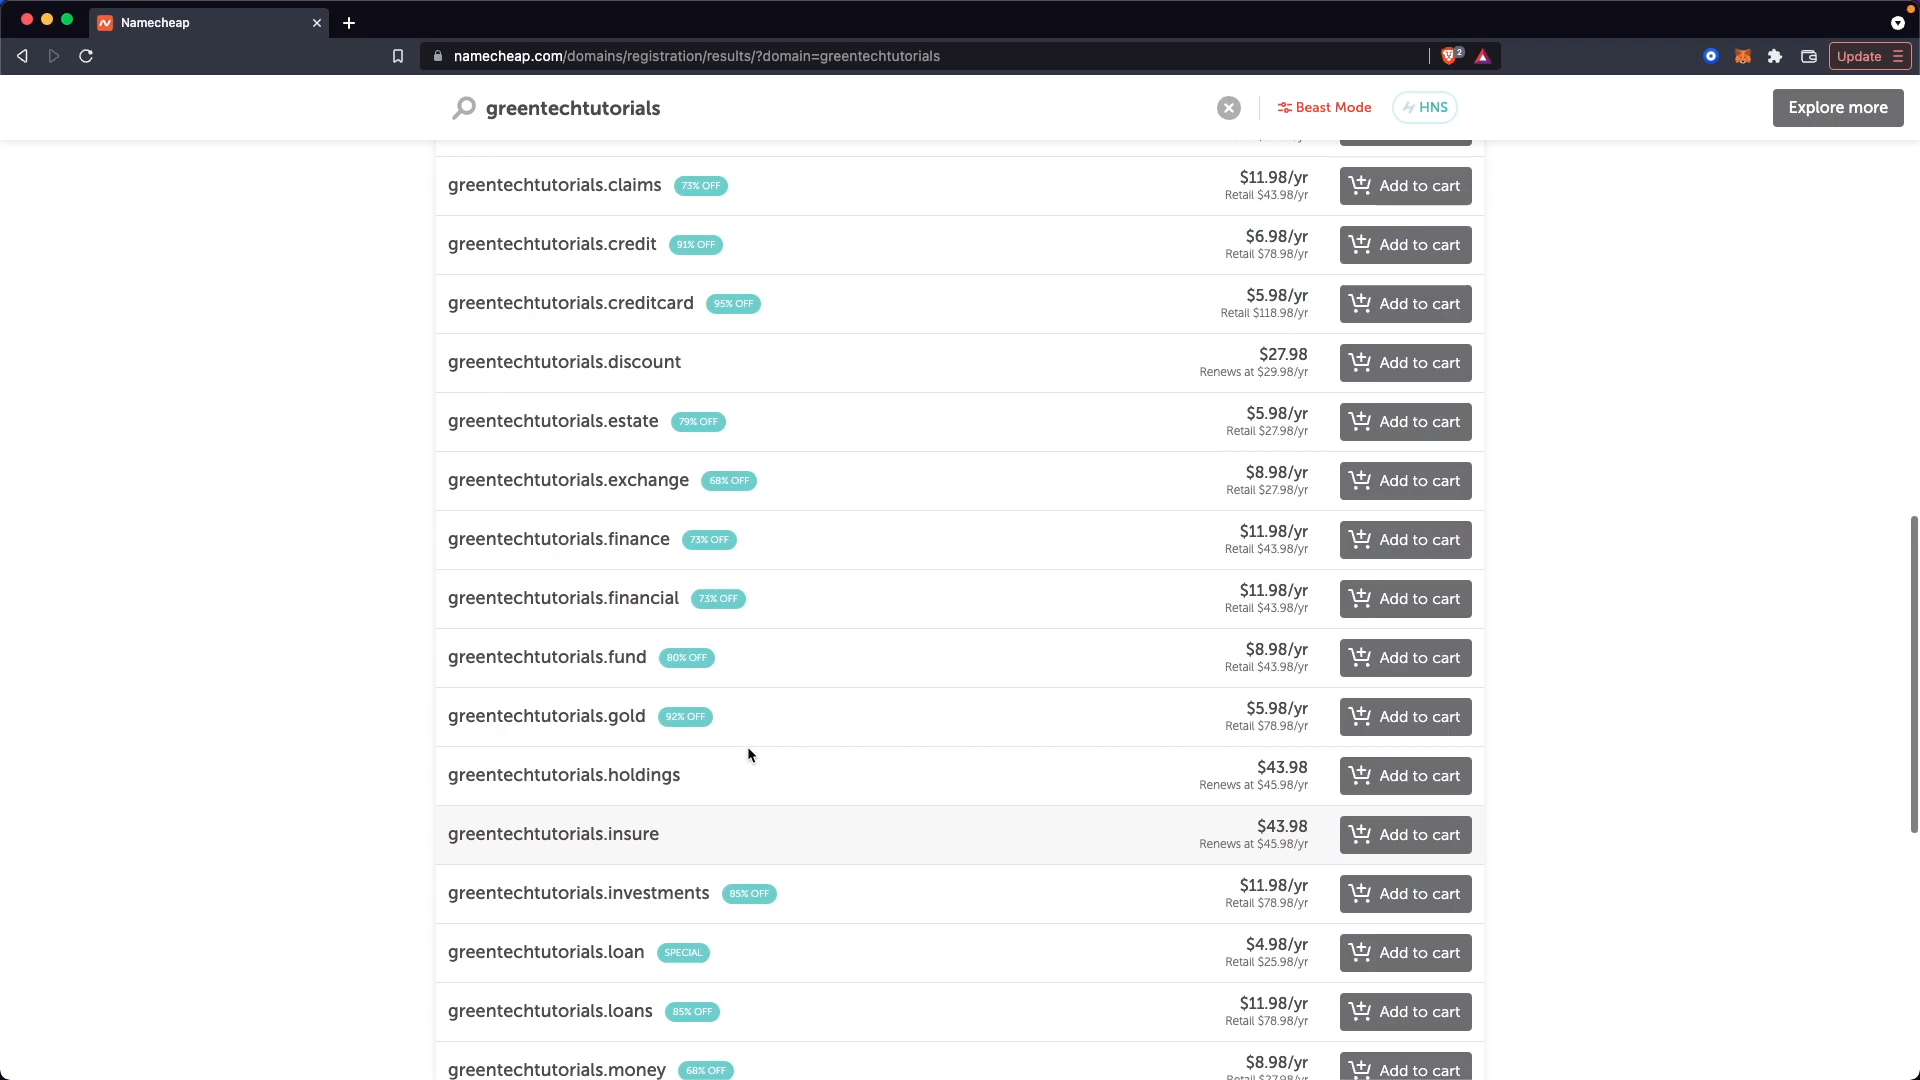 Namecheap
namecheap.com/domains/registration/results/?domain=greentechtutorials
2
Update
greentechtutorials
Beast Mode
HNS
Explore more
greentechtutorials.claims 73% OFF $11.98/yr Add to cart
Retail $43.98/yr
greentechtutorials.credit 91% OFF $6.98/yr Add to cart
Retail $78.98/yr
greentechtutorials.creditcard 95% OFF $5.98/yr Add to cart
Retail $118.98/yr
greentechtutorials.discount $27.98 Add to cart
Renews at $29.98/yr
greentechtutorials.estate 79% OFF $5.98/yr Add to cart
Retail $27.98/yr
greentechtutorials.exchange 68% OFF $8.98/yr Add to cart
Retail $27.98/yr
greentechtutorials.finance 73% OFF $11.98/yr Add to cart
Retail $43.98/yr
greentechtutorials.financial 73% OFF $11.98/yr Add to cart
Retail $43.98/yr
greentechtutorials.fund 80% OFF $8.98/yr Add to cart
Retail $43.98/yr
greentechtutorials.gold 92% OFF $5.98/yr Add to cart
Retail $78.98/yr
greentechtutorials.holdings $43.98 Add to cart
Renews at $45.98/yr
greentechtutorials.insure $43.98 Add to cart
Renews at $45.98/yr
greentechtutorials.investments 85% OFF $11.98/yr Add to cart
Retail $78.98/yr
greentechtutorials.loan SPECIAL $4.98/yr Add to cart
Retail $25.98/yr
greentechtutorials.loans 85% OFF $11.98/yr Add to cart
Retail $78.98/yr
greentechtutorials.money 68% OFF $8.98/yr Add to cart
Retail $27.98/yr